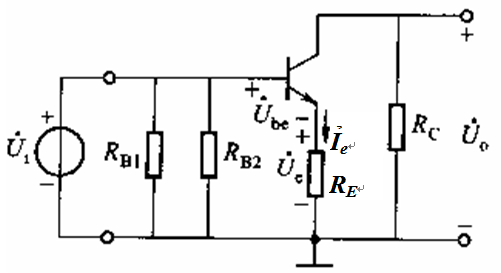 +
+ U̇be −
+
İe
RC
U̇o
+
U̇i
−
RB1
RB2
U̇e
RE
−
−